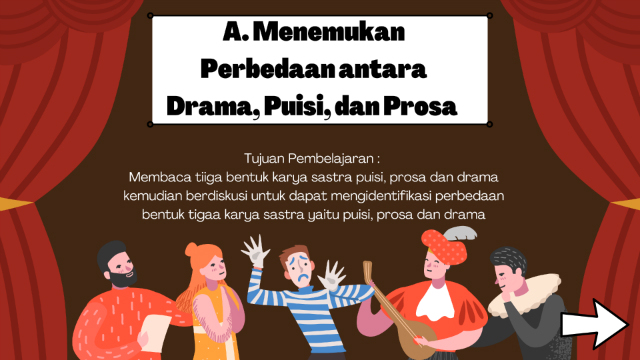 A. Menemukan
Perbedaan antara
Drama, Puisi, dan Prosa
Tujuan Pembelajaran :
Membaca tiiga bentuk karya sastra puisi, prosa dan drama
kemudian berdiskusi untuk dapat mengidentifikasi perbedaan
bentuk tigaa karya sastra yaitu puisi, prosa dan drama